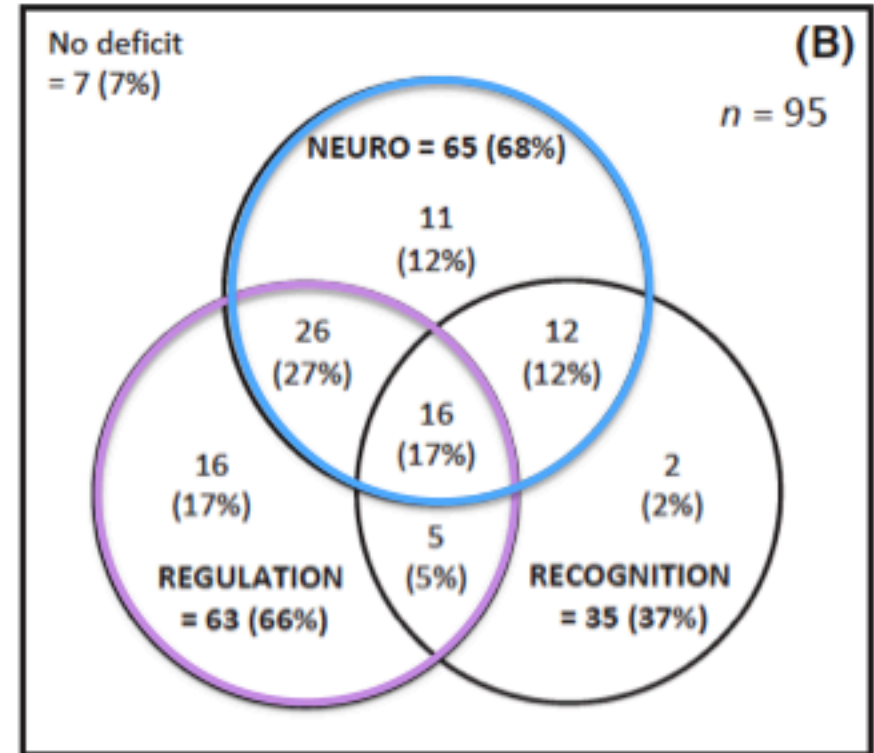 No deficit
= 7 (7%)
(B)
n = 95
NEURO = 65 (68%)
11
(12%)
26
(27%)
12
(12%)
16
(17%)
16
(17%)
2
(2%)
5
(5%)
REGULATION
= 63 (66%)
RECOGNITION
= 35 (37%)